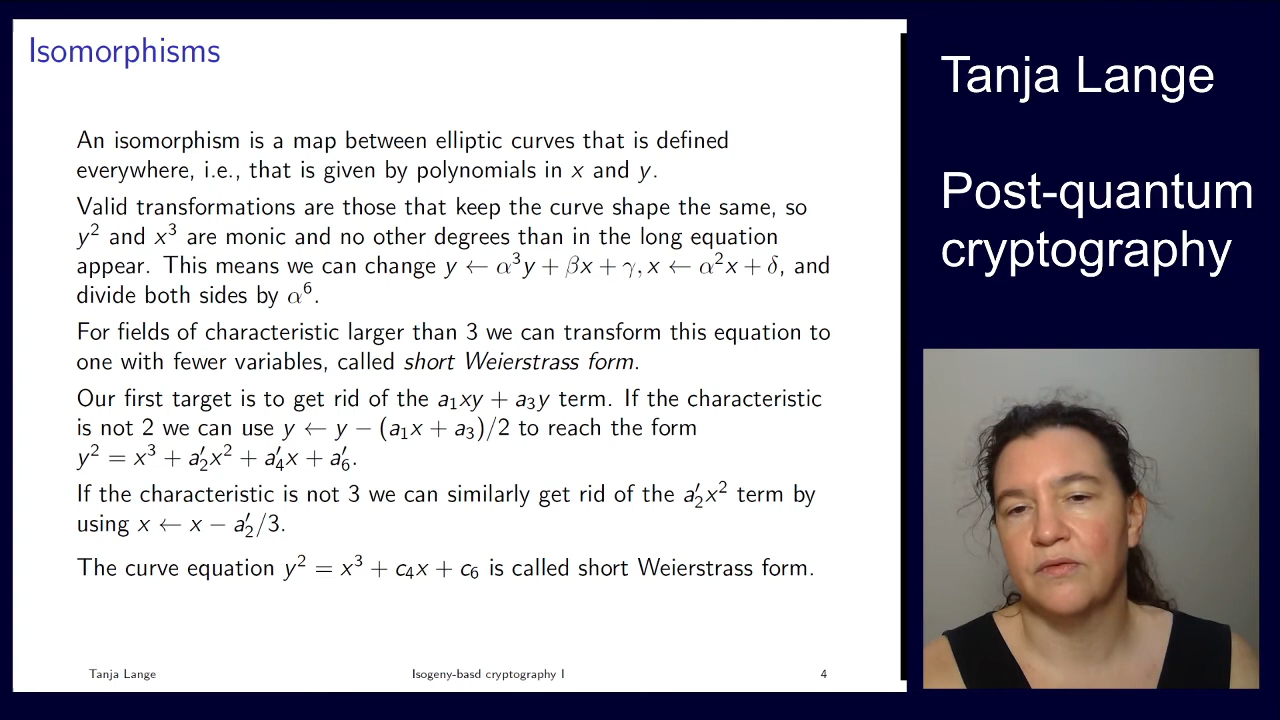 Isomorphisms
An isomorphism is a map between elliptic curves that is defined
everywhere, i.e., that is given by polynomials in x and y.
Valid transformations are those that keep the curve shape the same, so
y² and x³ are monic and no other degrees than in the long equation
appear. This means we can change y ← α³y + βx + γ, x ← α²x + δ, and
divide both sides by α⁶.
For fields of characteristic larger than 3 we can transform this equation to
one with fewer variables, called short Weierstrass form.
Our first target is to get rid of the a₁xy + a₃y term. If the characteristic
is not 2 we can use y ← y − (a₁x + a₃)/2 to reach the form
y² = x³ + a′₂x² + a′₄x + a′₆.
If the characteristic is not 3 we can similarly get rid of the a′₂x² term by
using x ← x − a′₂/3.
The curve equation y² = x³ + c₄x + c₆ is called short Weierstrass form.
Tanja Lange
Isogeny-basd cryptography I
4
Tanja Lange
Post-quantum
cryptography